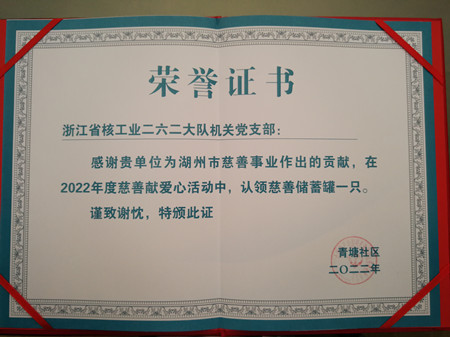 荣誉证书
浙江省核工业二六二大队机关党支部：
感谢贵单位为湖州市慈善事业作出的贡献，在
2022年度慈善献爱心活动中，认领慈善储蓄罐一只。
谨致谢忱，特颁此证
青塘社区
二〇二二年